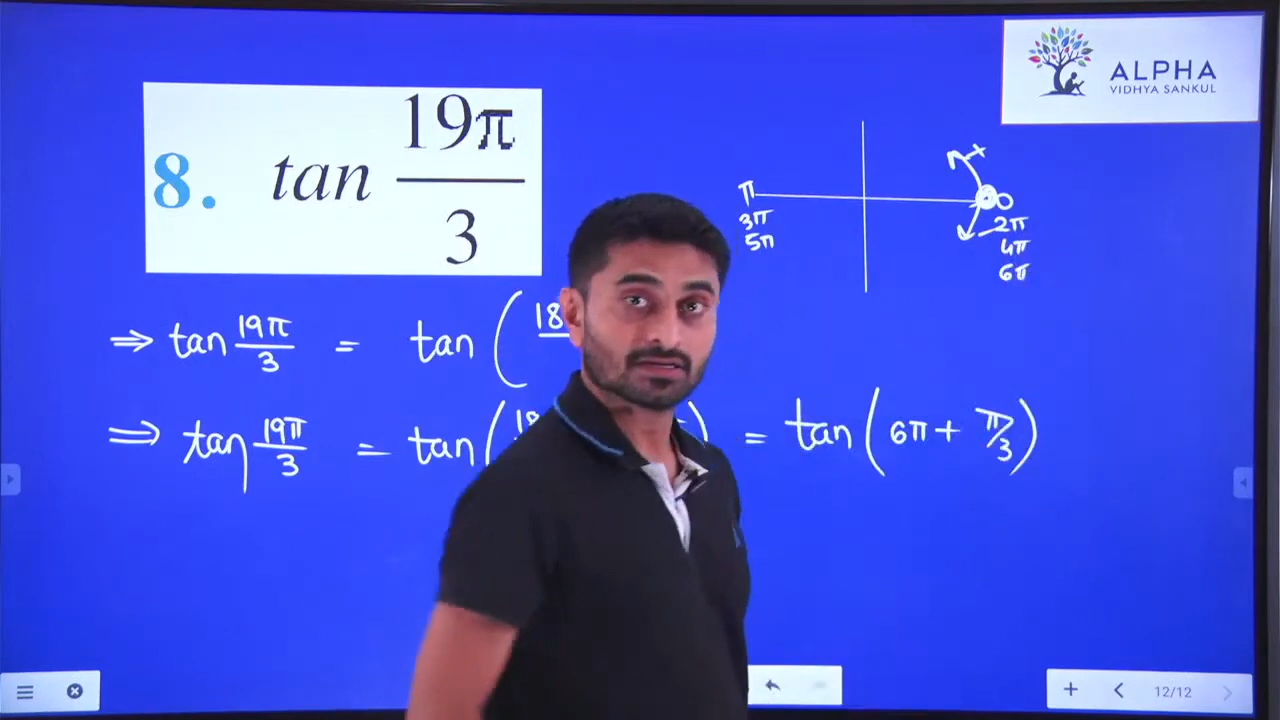 ALPHA
VIDHYA SANKUL
8. tan 19π/3
π
3π
5π
+
0
2π
4π
6π
⇒ tan 19π/3 = tan (18
⇒ tan 19π/3 = tan ( ) = tan (6π + π/3)
12/12